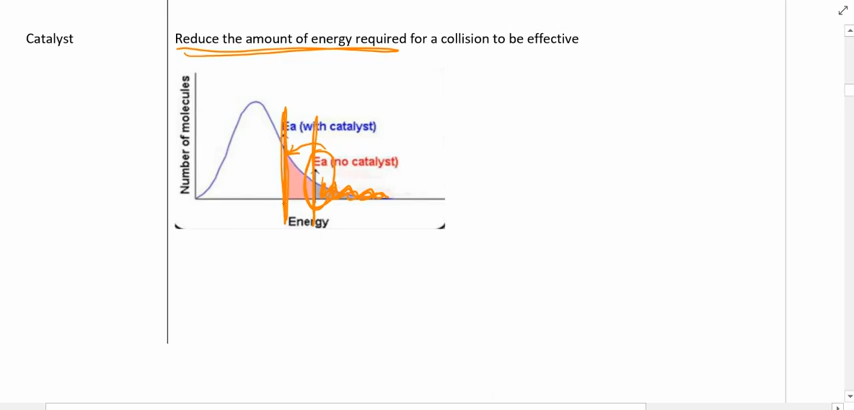 Catalyst
Reduce the amount of energy required for a collision to be effective
Number of molecules
Ea (with catalyst)
Ea (no catalyst)
Energy